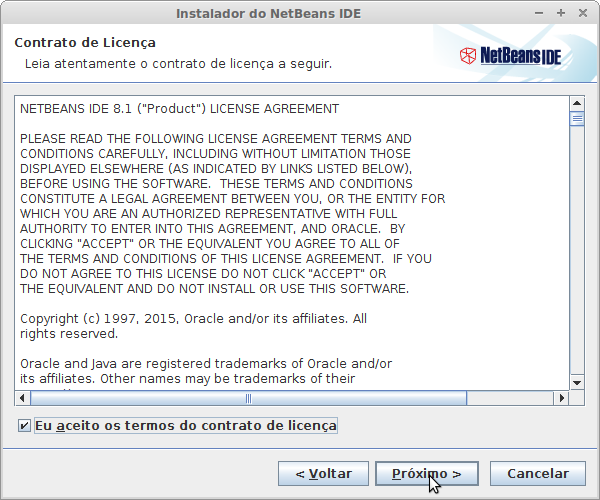 Instalador do NetBeans IDE
Contrato de Licença
Leia atentamente o contrato de licença a seguir.
NetBeans IDE
NETBEANS IDE 8.1 ("Product") LICENSE AGREEMENT
PLEASE READ THE FOLLOWING LICENSE AGREEMENT TERMS AND
CONDITIONS CAREFULLY, INCLUDING WITHOUT LIMITATION THOSE
DISPLAYED ELSEWHERE (AS INDICATED BY LINKS LISTED BELOW),
BEFORE USING THE SOFTWARE.  THESE TERMS AND CONDITIONS
CONSTITUTE A LEGAL AGREEMENT BETWEEN YOU, OR THE ENTITY FOR
WHICH YOU ARE AN AUTHORIZED REPRESENTATIVE WITH FULL
AUTHORITY TO ENTER INTO THIS AGREEMENT, AND ORACLE.  BY
CLICKING "ACCEPT" OR THE EQUIVALENT YOU AGREE TO ALL OF
THE TERMS AND CONDITIONS OF THIS LICENSE AGREEMENT.  IF YOU
DO NOT AGREE TO THIS LICENSE DO NOT CLICK "ACCEPT" OR
THE EQUIVALENT AND DO NOT INSTALL OR USE THIS SOFTWARE.
Copyright (c) 1997, 2015, Oracle and/or its affiliates. All
rights reserved.
Oracle and Java are registered trademarks of Oracle and/or
its affiliates. Other names may be trademarks of their
Eu aceito os termos do contrato de licença
< Voltar
Próximo >
Cancelar